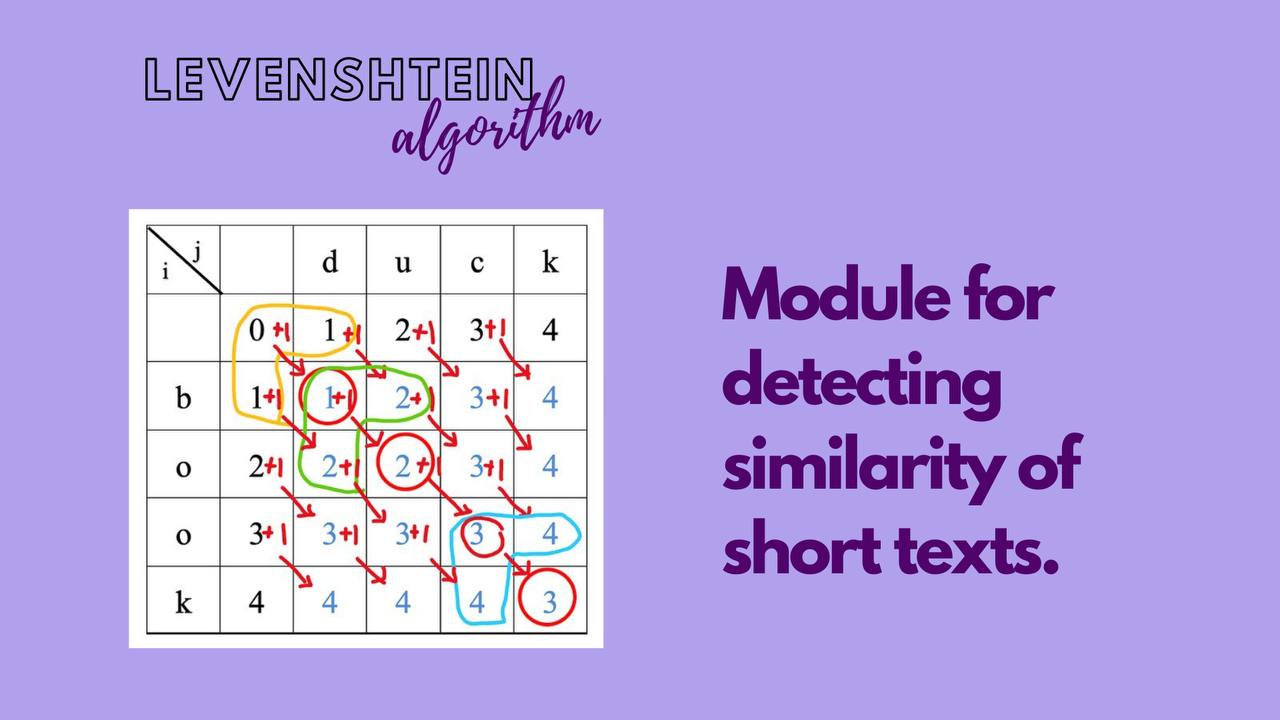 LEVENSHTEIN
algorithm
j
i d u c k
0+1 1+1 2+1 3+1 4
b 1+1 1+1 2+1 3+1 4
o 2+1 2+1 2+1 3+1 4
o 3+1 3+1 3+1 3 4
k 4 4 4 4 3
Module for
detecting
similarity of
short texts.